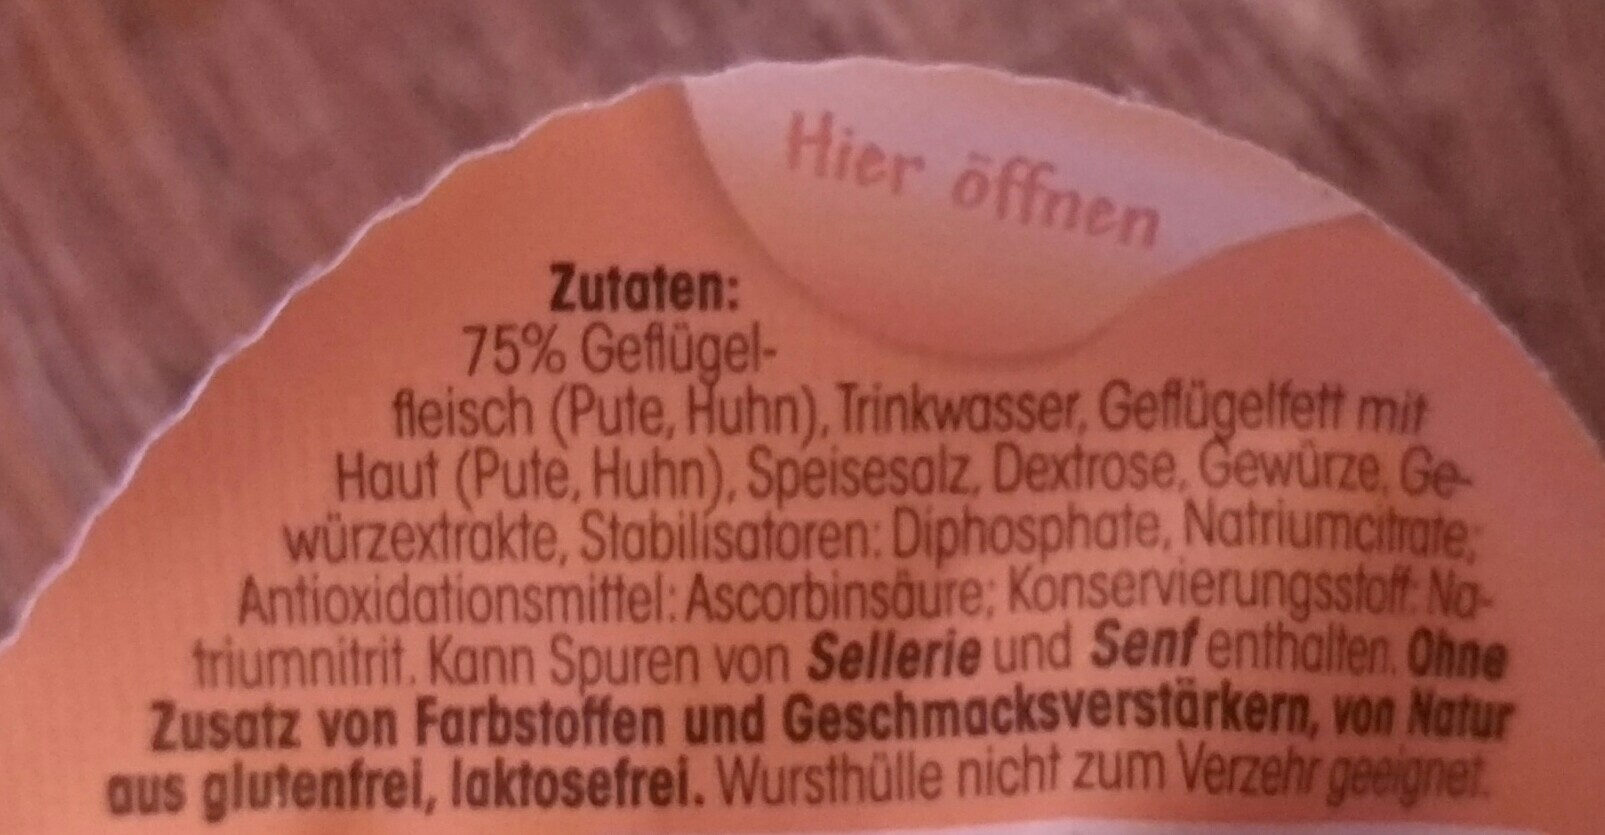 Hier öffnen
Zutaten:
75% Geflügel-
fleisch (Pute, Huhn), Trinkwasser, Geflügelfett mit
Haut (Pute, Huhn), Speisesalz, Dextrose, Gewürze, Ge-
würzextrakte, Stabilisatoren: Diphosphate, Natriumcitrate;
Antioxidationsmittel: Ascorbinsäure; Konservierungsstoff: Na-
triumnitrit. Kann Spuren von Sellerie und Senf enthalten. Ohne
Zusatz von Farbstoffen und Geschmacksverstärkern, von Natur
aus glutenfrei, laktosefrei. Wursthülle nicht zum Verzehr geeignet.